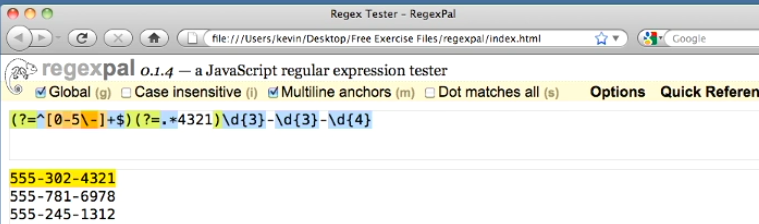 Regex Tester – RegexPal
file:///Users/kevin/Desktop/Free Exercise Files/regexpal/index.html
Google
regexpal 0.1.4 — a JavaScript regular expression tester
Global (g) Case insensitive (i) Multiline anchors (m) Dot matches all (s) Options Quick Referen
(?=^[0-5\-]+$)(?=.*4321)\d{3}-\d{3}-\d{4}
555-302-4321
555-781-6978
555-245-1312